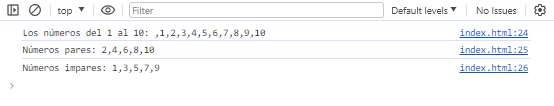 top
Filter
Default levels
No Issues
Los números del 1 al 10: ,1,2,3,4,5,6,7,8,9,10 index.html:24
Números pares: 2,4,6,8,10 index.html:25
Números impares: 1,3,5,7,9 index.html:26